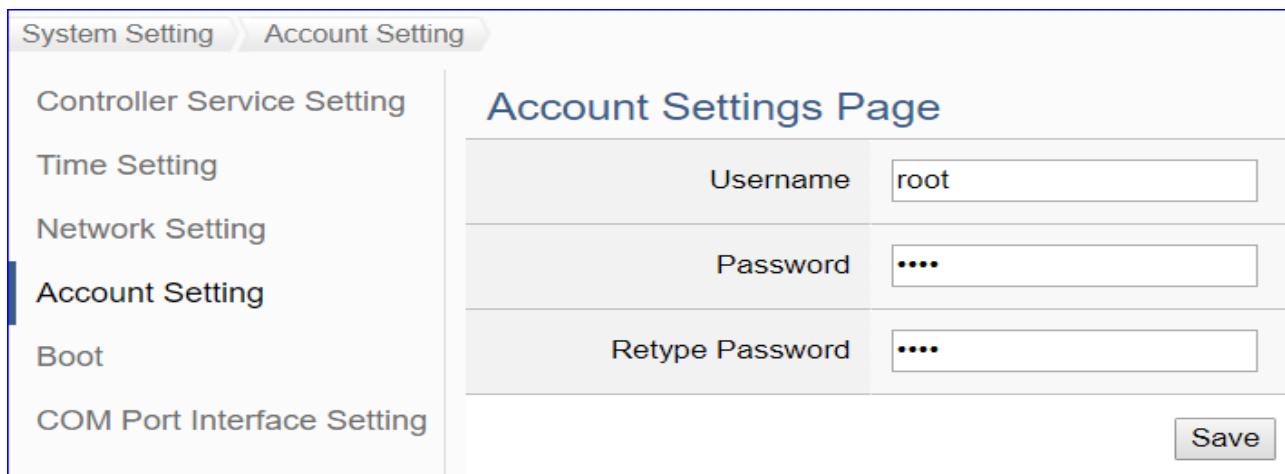 System Setting Account Setting
Controller Service Setting
Time Setting
Network Setting
Account Setting
Boot
COM Port Interface Setting
Account Settings Page
Username root
Password ••••
Retype Password ••••
Save